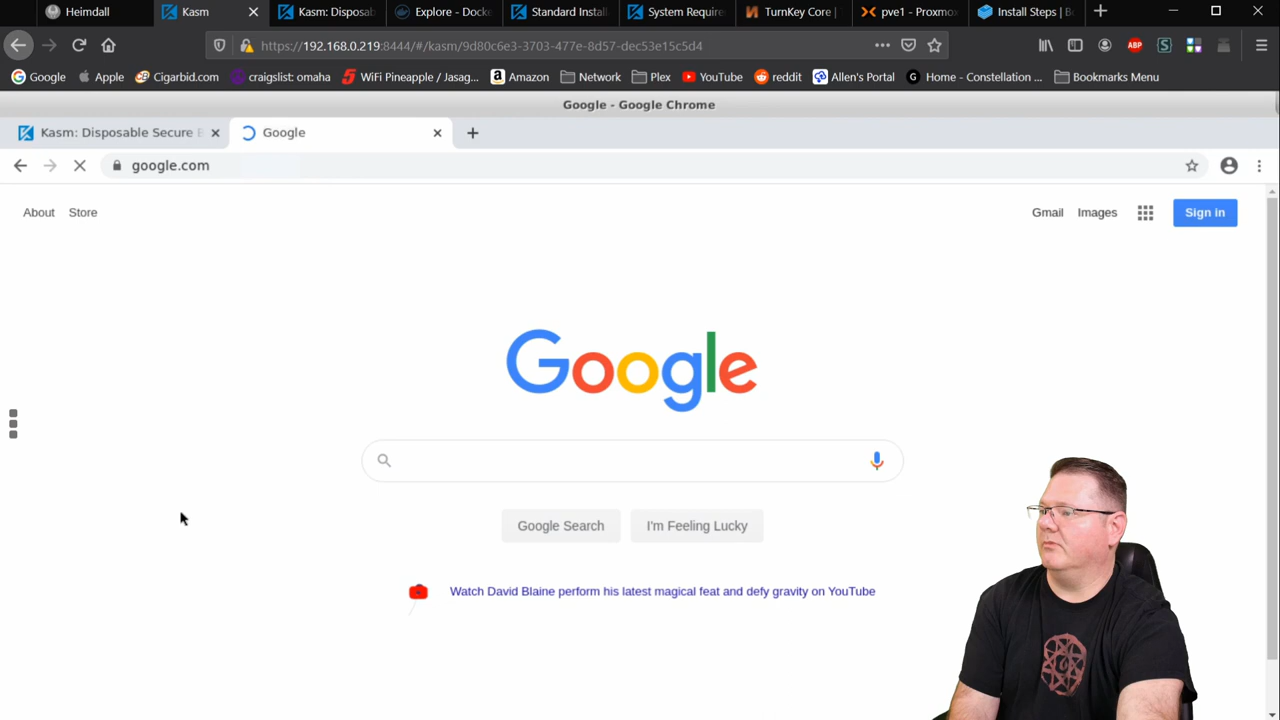 Heimdall
Kasm
Kasm: Disposab
Explore - Docke
Standard Install
System Require
TurnKey Core |
pve1 - Proxmo
Install Steps | Bo
https://192.168.0.219:8444/#/kasm/9d80c6e3-3703-477e-8d57-dec53e15c5d4
ABP
Google
Apple
Cigarbid.com
craigslist: omaha
WiFi Pineapple / Jasag...
Amazon
Network
Plex
YouTube
reddit
Allen's Portal
Home - Constellation ...
Bookmarks Menu
Google - Google Chrome
Kasm: Disposable Secure B
Google
google.com
About
Store
Gmail
Images
Sign in
Google
Google Search
I'm Feeling Lucky
Watch David Blaine perform his latest magical feat and defy gravity on YouTube